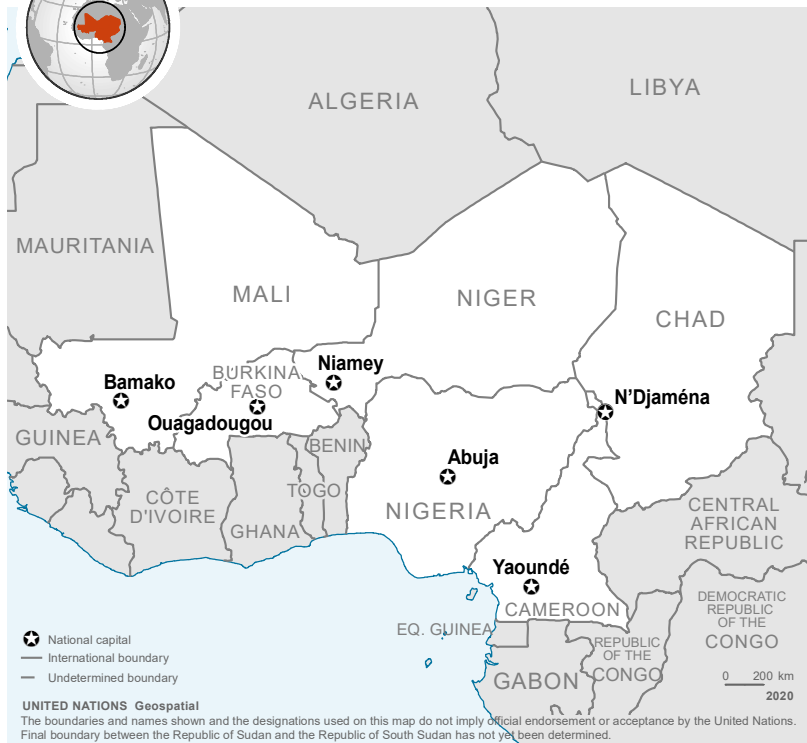 ALGERIA
LIBYA
MAURITANIA
MALI
NIGER
CHAD
BURKINA
FASO
Niamey
Bamako
Ouagadougou
N'Djaména
GUINEA
BENIN
Abuja
TOGO
CÔTE
D'IVOIRE
GHANA
NIGERIA
CENTRAL
AFRICAN
REPUBLIC
Yaoundé
CAMEROON
EQ. GUINEA
GABON
REPUBLIC
OF THE
CONGO
DEMOCRATIC
REPUBLIC
OF THE
CONGO
National capital
International boundary
Undetermined boundary
0 200 km
2020
UNITED NATIONS Geospatial
The boundaries and names shown and the designations used on this map do not imply official endorsement or acceptance by the United Nations.
Final boundary between the Republic of Sudan and the Republic of South Sudan has not yet been determined.